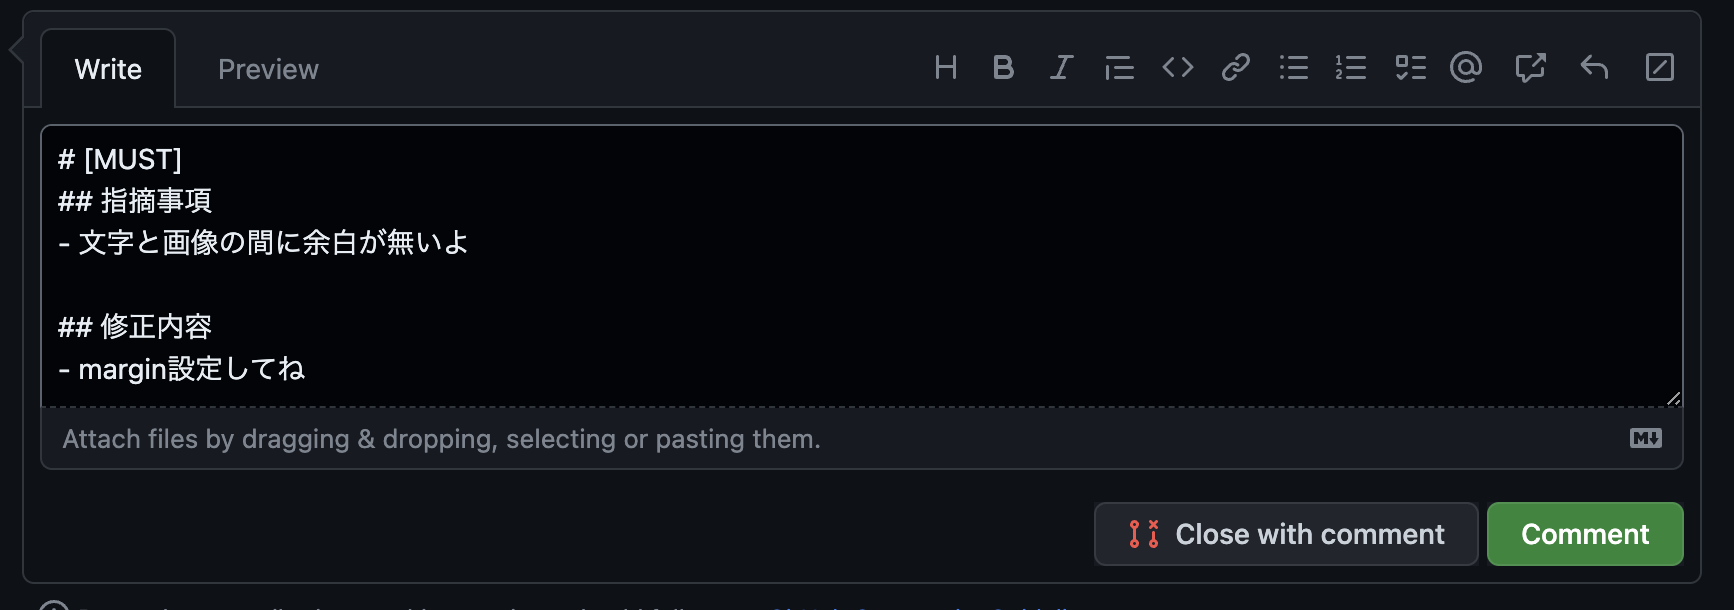 Write Preview
# [MUST]
## 指摘事項
- 文字と画像の間に余白が無いよ
## 修正内容
- margin設定してね
Attach files by dragging & dropping, selecting or pasting them.
Close with comment Comment